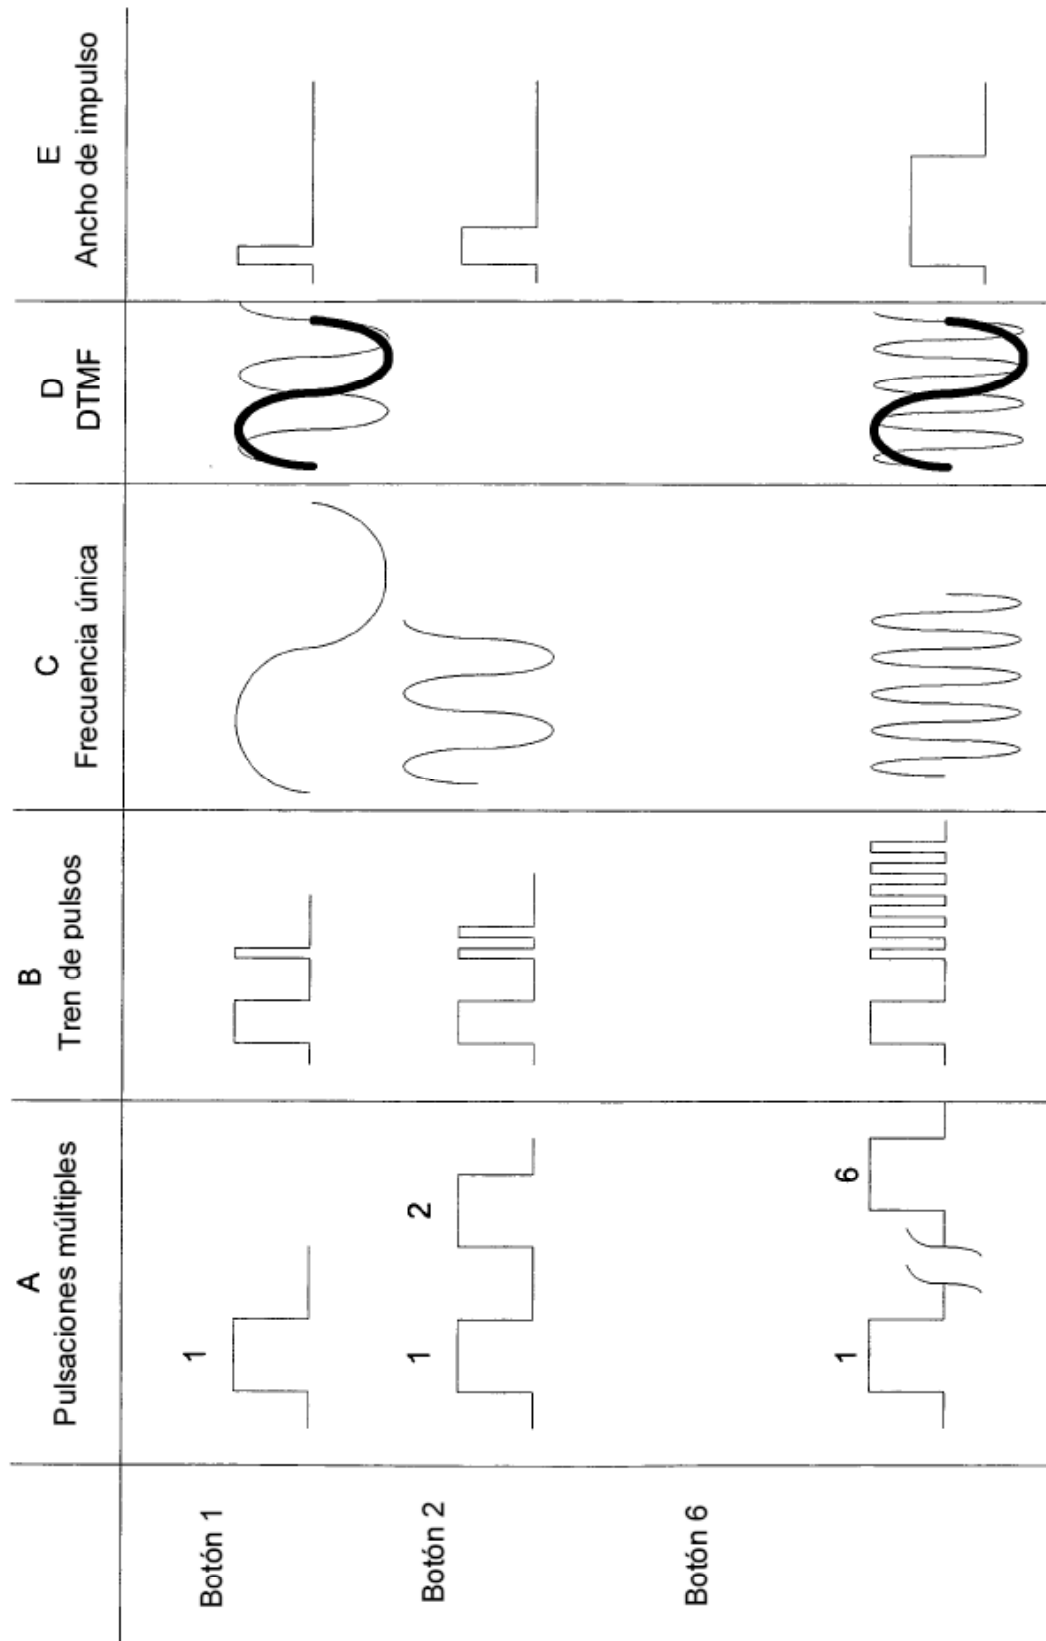 A
Pulsaciones múltiples
B
Tren de pulsos
C
Frecuencia única
D
DTMF
E
Ancho de impulso
Botón 1
1
Botón 2
1
2
Botón 6
1
6